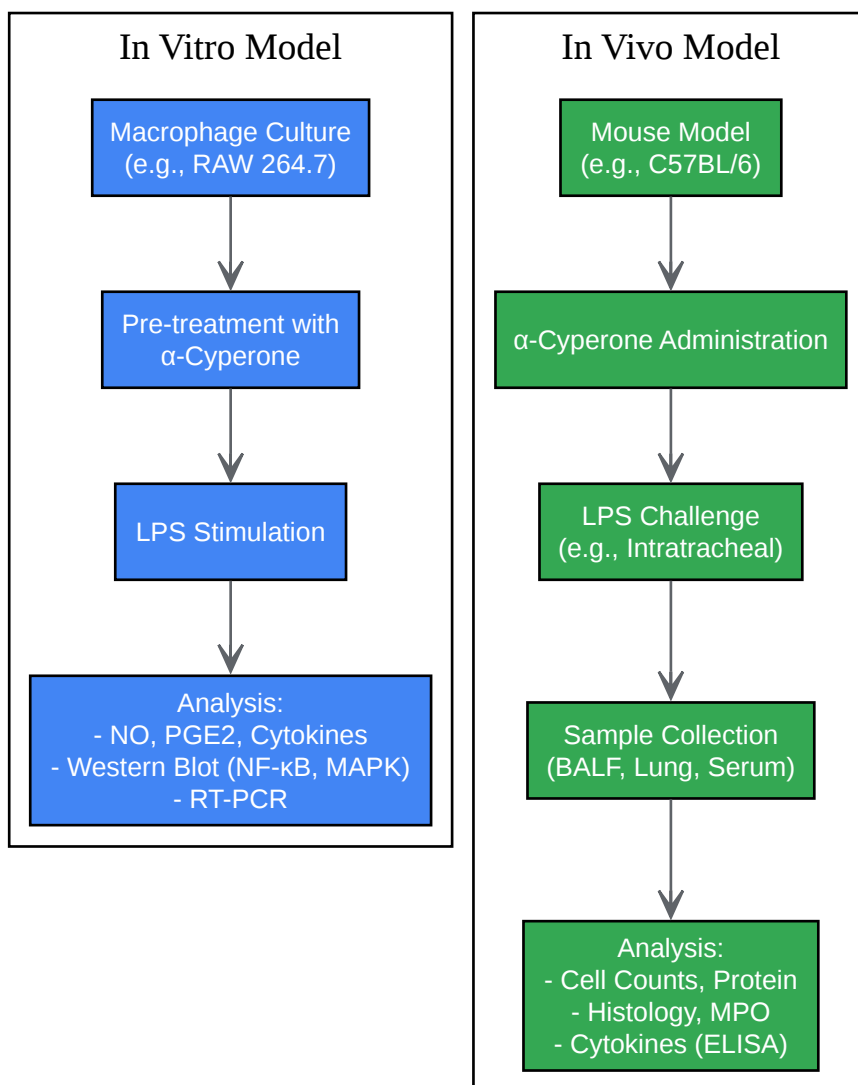 In Vitro Model
Macrophage Culture
(e.g., RAW 264.7)
Pre-treatment with
α-Cyperone
LPS Stimulation
Analysis:
- NO, PGE2, Cytokines
- Western Blot (NF-κB, MAPK)
- RT-PCR
In Vivo Model
Mouse Model
(e.g., C57BL/6)
α-Cyperone Administration
LPS Challenge
(e.g., Intratracheal)
Sample Collection
(BALF, Lung, Serum)
Analysis:
- Cell Counts, Protein
- Histology, MPO
- Cytokines (ELISA)